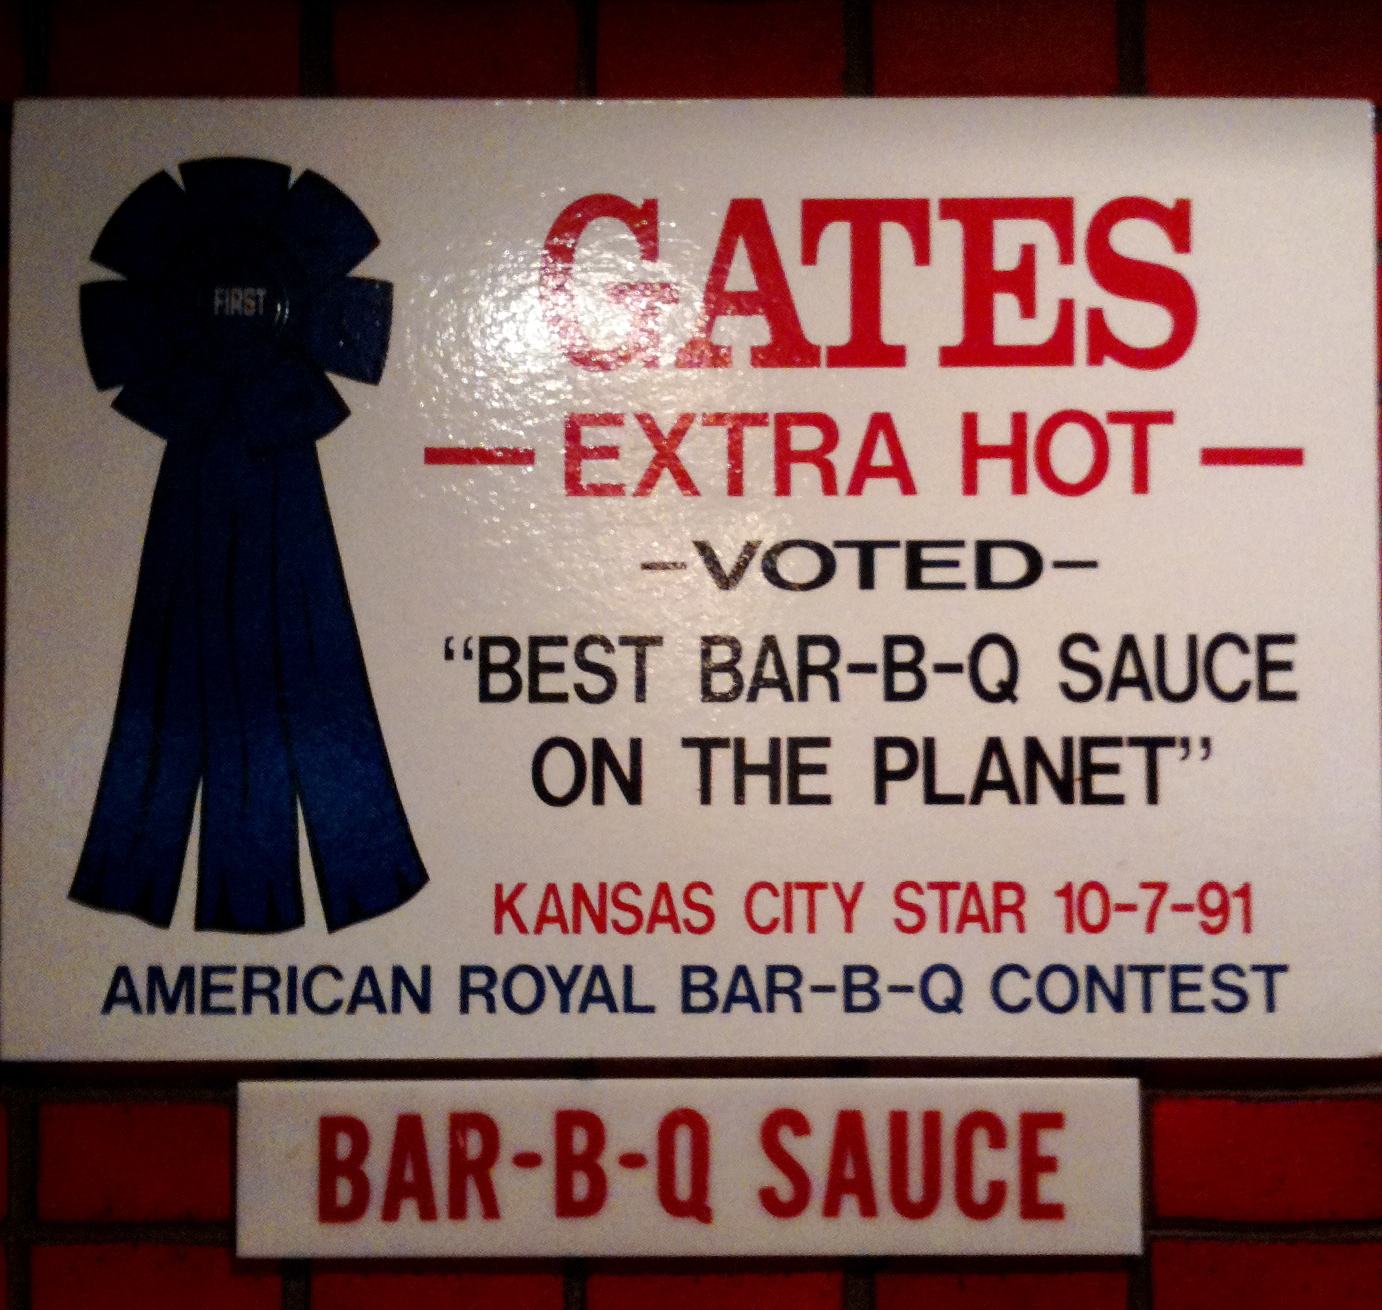 FIRST
GATES
— EXTRA HOT —
-VOTED-
“BEST BAR-B-Q SAUCE
ON THE PLANET”
KANSAS CITY STAR 10-7-91
AMERICAN ROYAL BAR-B-Q CONTEST
BAR-B-Q SAUCE